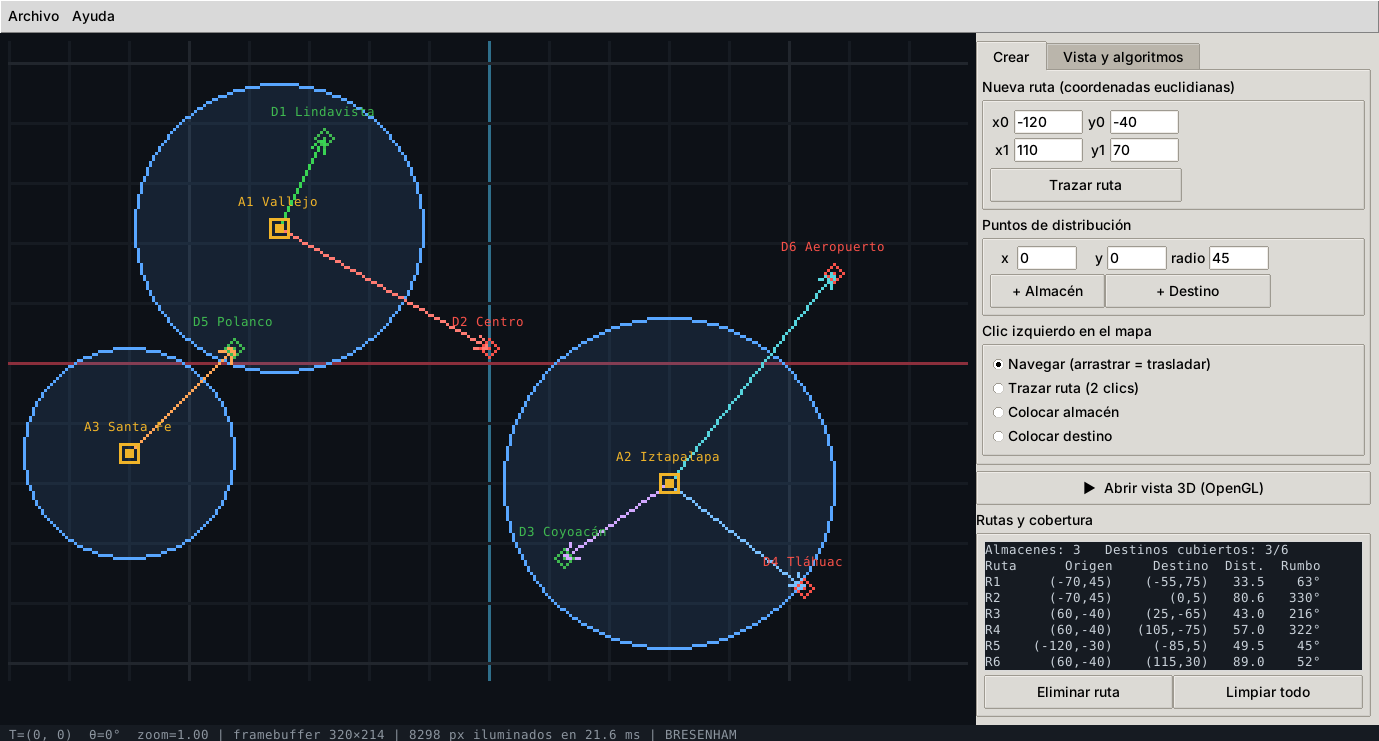 Archivo Ayuda
D1 Lindavista
A1 Vallejo
D6 Aeropuerto
D5 Polanco
D2 Centro
A3 Santa Fe
A2 Iztapalapa
D3 Coyoacán
D4 Tláhuac
Crear Vista y algoritmos
Nueva ruta (coordenadas euclidianas)
x0 -120 y0 -40
x1 110 y1 70
Trazar ruta
Puntos de distribución
x 0 y 0 radio 45
+ Almacén + Destino
Clic izquierdo en el mapa
Navegar (arrastrar = trasladar)
Trazar ruta (2 clics)
Colocar almacén
Colocar destino
▶ Abrir vista 3D (OpenGL)
Rutas y cobertura
Almacenes: 3 Destinos cubiertos: 3/6
Ruta Origen Destino Dist. Rumbo
R1 (-70,45) (-55,75) 33.5 63°
R2 (-70,45) (0,5) 80.6 330°
R3 (60,-40) (25,-65) 43.0 216°
R4 (60,-40) (105,-75) 57.0 322°
R5 (-120,-30) (-85,5) 49.5 45°
R6 (60,-40) (115,30) 89.0 52°
Eliminar ruta Limpiar todo
T=(0, 0) θ=0° zoom=1.00 | framebuffer 320×214 | 8298 px iluminados en 21.6 ms | BRESENHAM